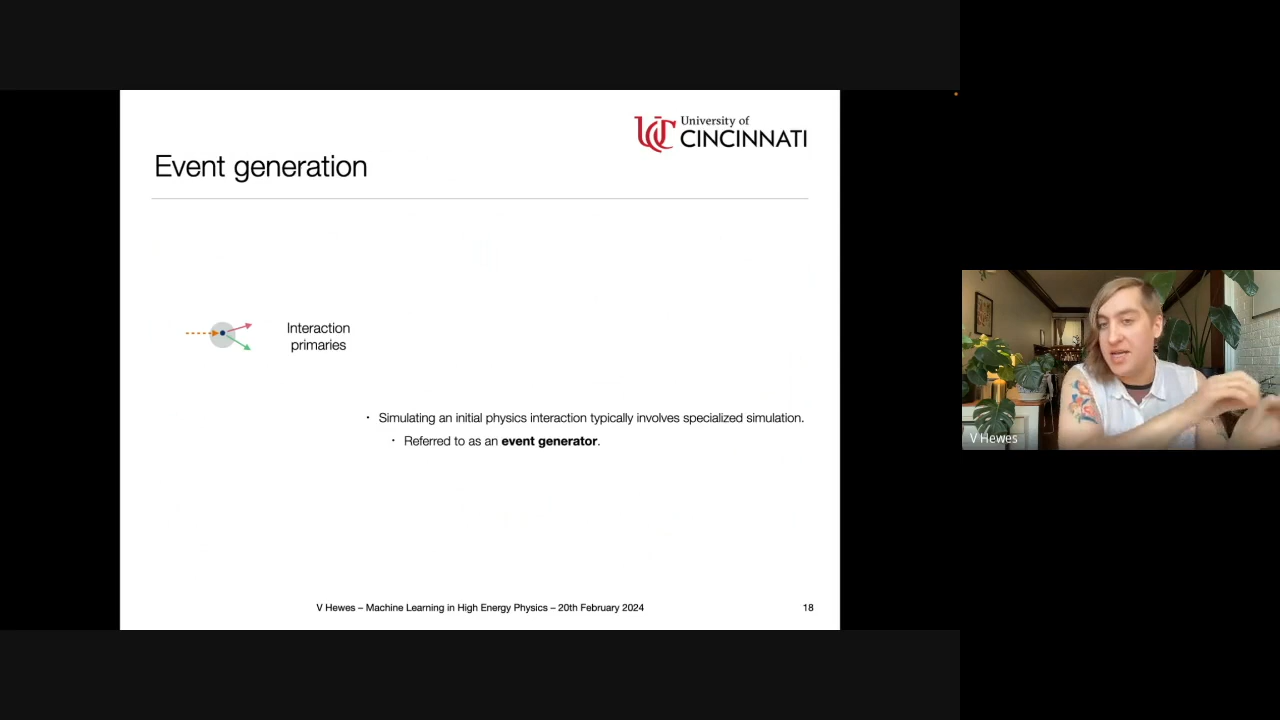 University of
CINCINNATI
Event generation
Interaction
primaries
• Simulating an initial physics interaction typically involves specialized simulation.
• Referred to as an event generator.
V Hewes – Machine Learning in High Energy Physics – 20th February 2024
18
V Hewes